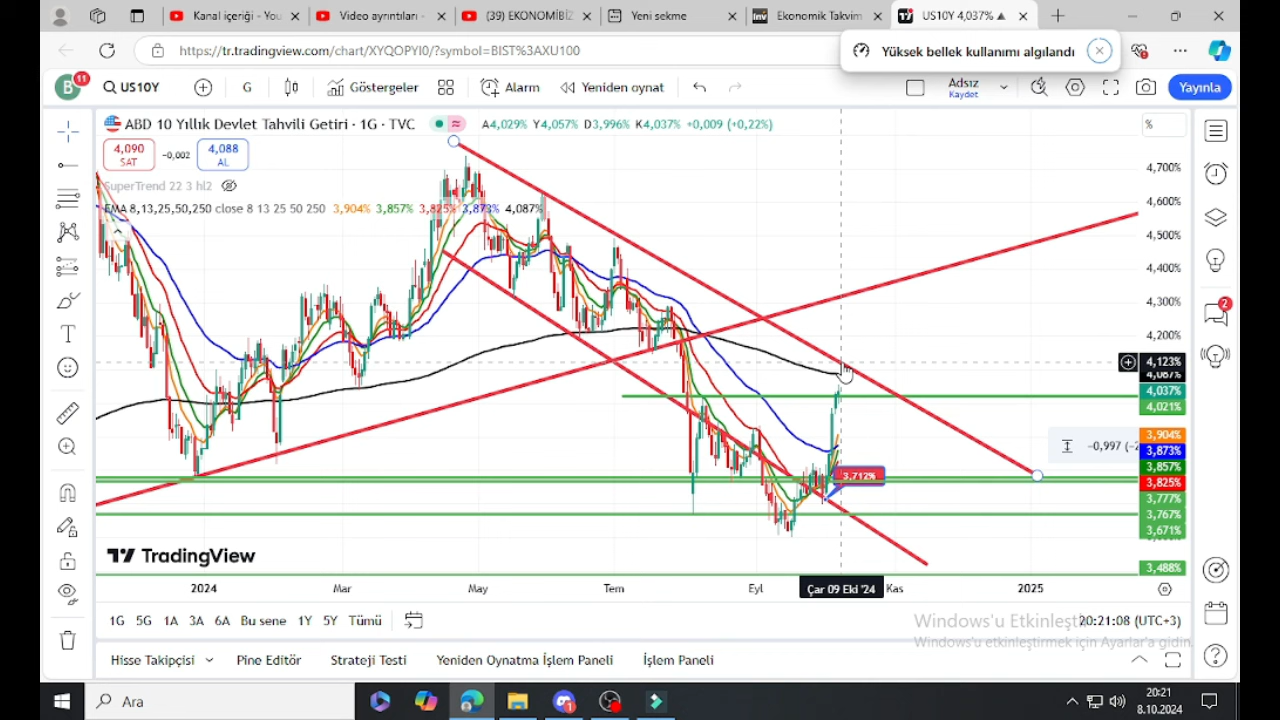 Kanal içeriği - You
Video ayrıntıları -
(39) EKONOMİBİZ
Yeni sekme
Inv Ekonomik Takvim
US10Y 4,037% ▲
https://tr.tradingview.com/chart/XYQOPYI0/?symbol=BIST%3AXU100
Yüksek bellek kullanımı algılandı
B 11
US10Y
G
Göstergeler
Alarm
Yeniden oynat
Adsız
Kaydet
Yayınla
ABD 10 Yıllık Devlet Tahvili Getiri · 1G · TVC
A4,029% Y4,057% D3,996% K4,037% +0,009 (+0,22%)
%
4,090
SAT
-0,002
4,088
AL
SuperTrend 22 3 hl2
EMA 8,13,25,50,250 close 8 13 25 50 250 3,904% 3,857% 3,825% 3,873% 4,087%
4,700%
4,600%
4,500%
4,400%
4,300%
4,200%
4,123%
4,087%
4,037%
4,021%
3,904%
3,873%
3,857%
3,825%
3,777%
3,767%
3,671%
3,488%
-0,997 (-2
3,712%
2
TradingView
2024
Mar
May
Tem
Eyl
Çar 09 Eki '24
Kas
2025
1G 5G 1A 3A 6A Bu sene 1Y 5Y Tümü
20:21:08 (UTC+3)
Windows'u Etkinleştir
Windows'u etkinleştirmek için Ayarlar'a gidin.
Hisse Takipçisi
Pine Editör
Strateji Testi
Yeniden Oynatma İşlem Paneli
İşlem Paneli
Ara
1
20:21
8.10.2024